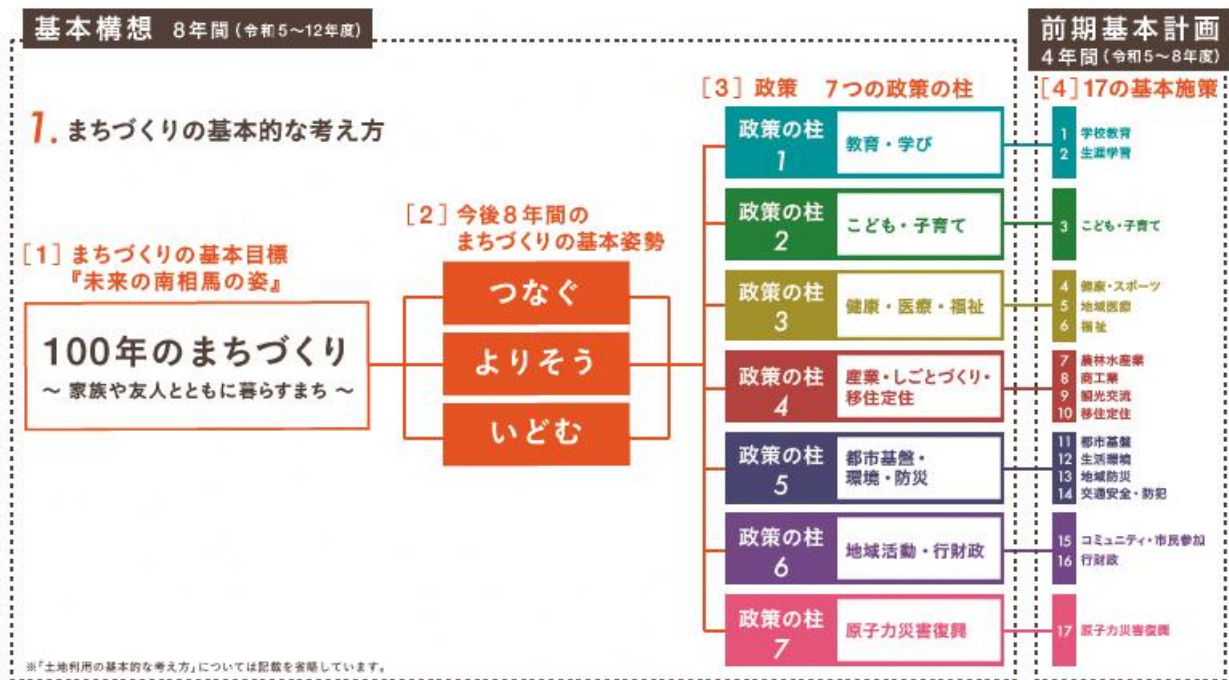 基本構想 8年間(令和5～12年度)
前期基本計画
4年間(令和5～8年度)
1. まちづくりの基本的な考え方
[1] まちづくりの基本目標
『未来の南相馬の姿』
100年のまちづくり
～ 家族や友人とともに暮らすまち ～
[2] 今後8年間の
まちづくりの基本姿勢
つなぐ
よりそう
いどむ
[3] 政策 7つの政策の柱
政策の柱
1
教育・学び
政策の柱
2
こども・子育て
政策の柱
3
健康・医療・福祉
政策の柱
4
産業・しごとづくり・
移住定住
政策の柱
5
都市基盤・
環境・防災
政策の柱
6
地域活動・行財政
政策の柱
7
原子力災害復興
[4] 17の基本施策
1 学校教育
2 生涯学習
3 こども・子育て
4 健康・スポーツ
5 地域医療
6 福祉
7 農林水産業
8 商工業
9 観光交流
10 移住定住
11 都市基盤
12 生活環境
13 地域防災
14 交通安全・防犯
15 コミュニティ・市民参加
16 行財政
17 原子力災害復興
※「土地利用の基本的な考え方」については記載を省略しています。